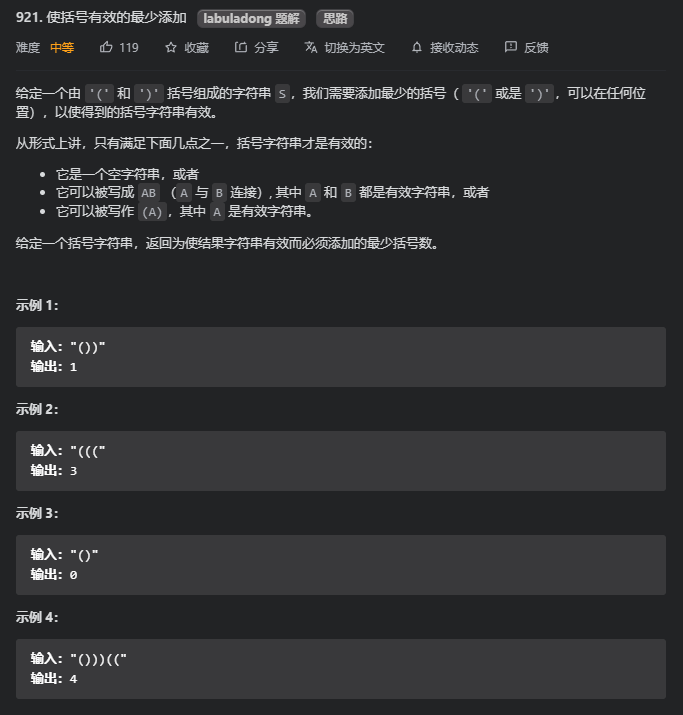 921. 使括号有效的最少添加 labuladong 题解 思路
难度 中等 119 收藏 分享 切换为英文 接收动态 反馈
给定一个由 '(' 和 ')' 括号组成的字符串 S，我们需要添加最少的括号（ '(' 或是 ')'，可以在任何位
置），以使得到的括号字符串有效。
从形式上讲，只有满足下面几点之一，括号字符串才是有效的：
• 它是一个空字符串，或者
• 它可以被写成 AB （A 与 B 连接）, 其中 A 和 B 都是有效字符串，或者
• 它可以被写作 (A)，其中 A 是有效字符串。
给定一个括号字符串，返回为使结果字符串有效而必须添加的最少括号数。
示例 1：
输入："())"
输出：1
示例 2：
输入："((("
输出：3
示例 3：
输入："()"
输出：0
示例 4：
输入："()))(("
输出：4